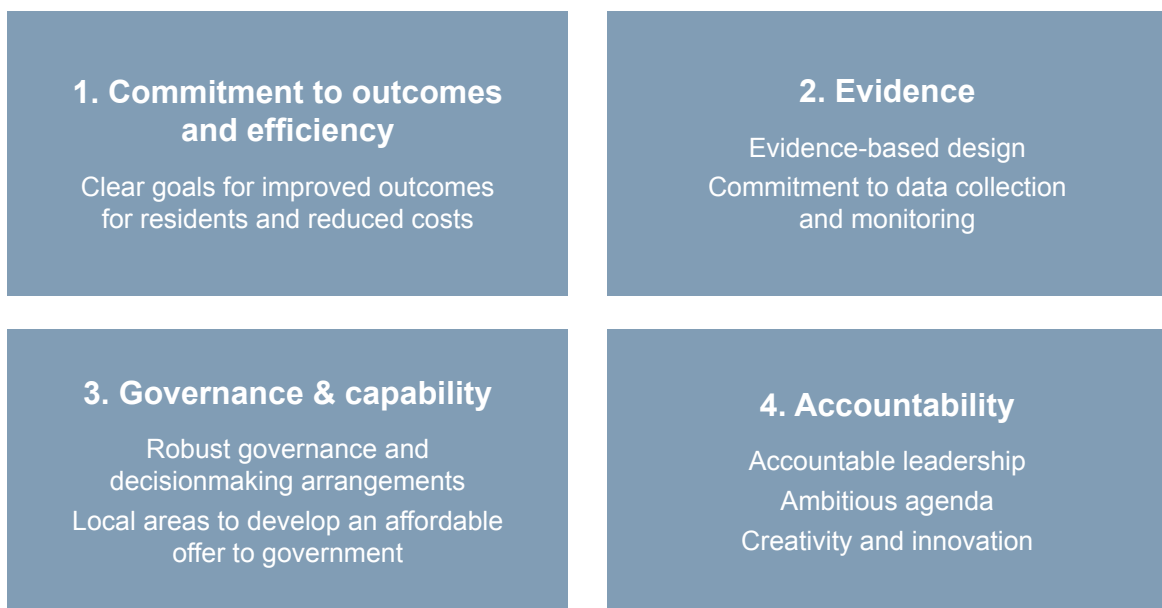 1. Commitment to outcomes
and efficiency
Clear goals for improved outcomes
for residents and reduced costs
2. Evidence
Evidence-based design
Commitment to data collection
and monitoring
3. Governance & capability
Robust governance and
decisionmaking arrangements
Local areas to develop an affordable
offer to government
4. Accountability
Accountable leadership
Ambitious agenda
Creativity and innovation